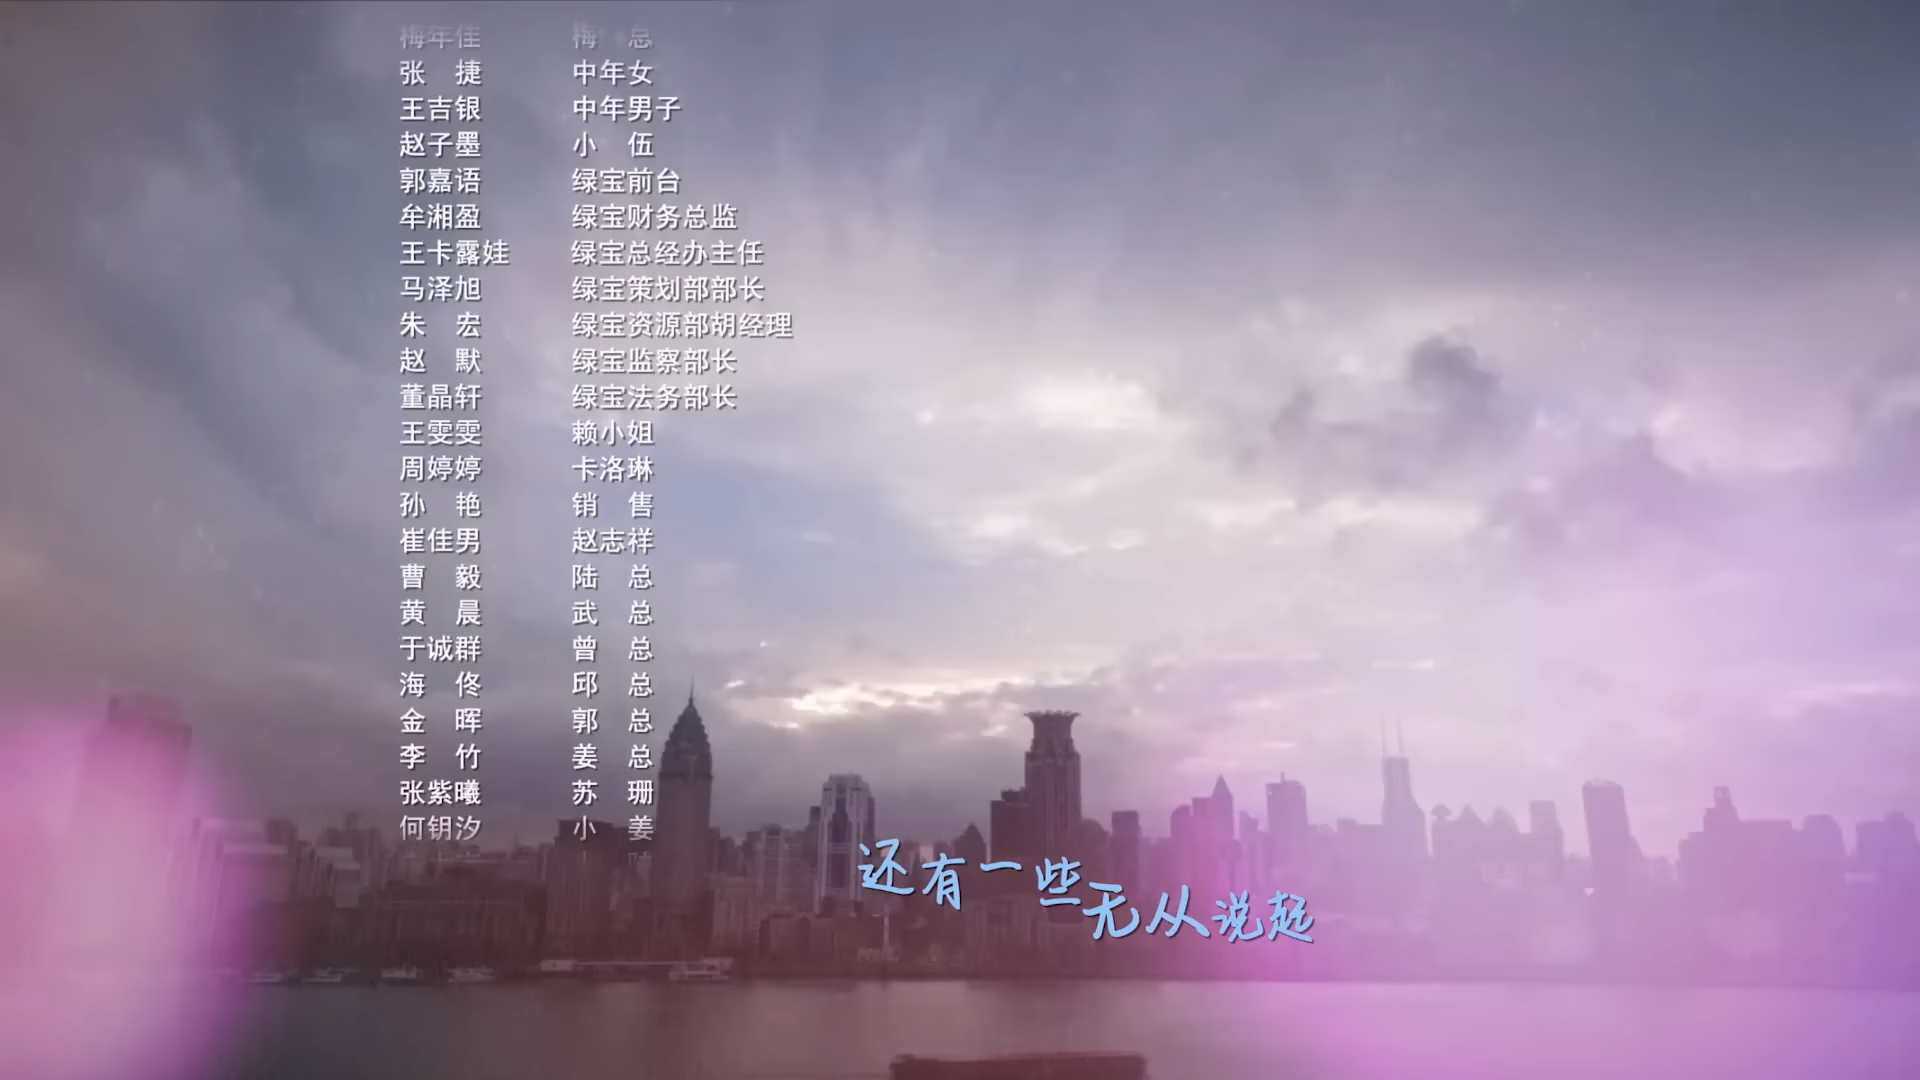 梅年佳 梅 总
张 捷 中年女
王吉银 中年男子
赵子墨 小 伍
郭嘉语 绿宝前台
牟湘盈 绿宝财务总监
王卡露娃 绿宝总经办主任
马泽旭 绿宝策划部部长
朱 宏 绿宝资源部胡经理
赵 默 绿宝监察部长
董晶轩 绿宝法务部长
王雯雯 赖小姐
周婷婷 卡洛琳
孙 艳 销 售
崔佳男 赵志祥
曹 毅 陆 总
黄 晨 武 总
于诚群 曾 总
海 佟 邱 总
金 晖 郭 总
李 竹 姜 总
张紫曦 苏 珊
何钥汐 小 姜
还有一些无从说起